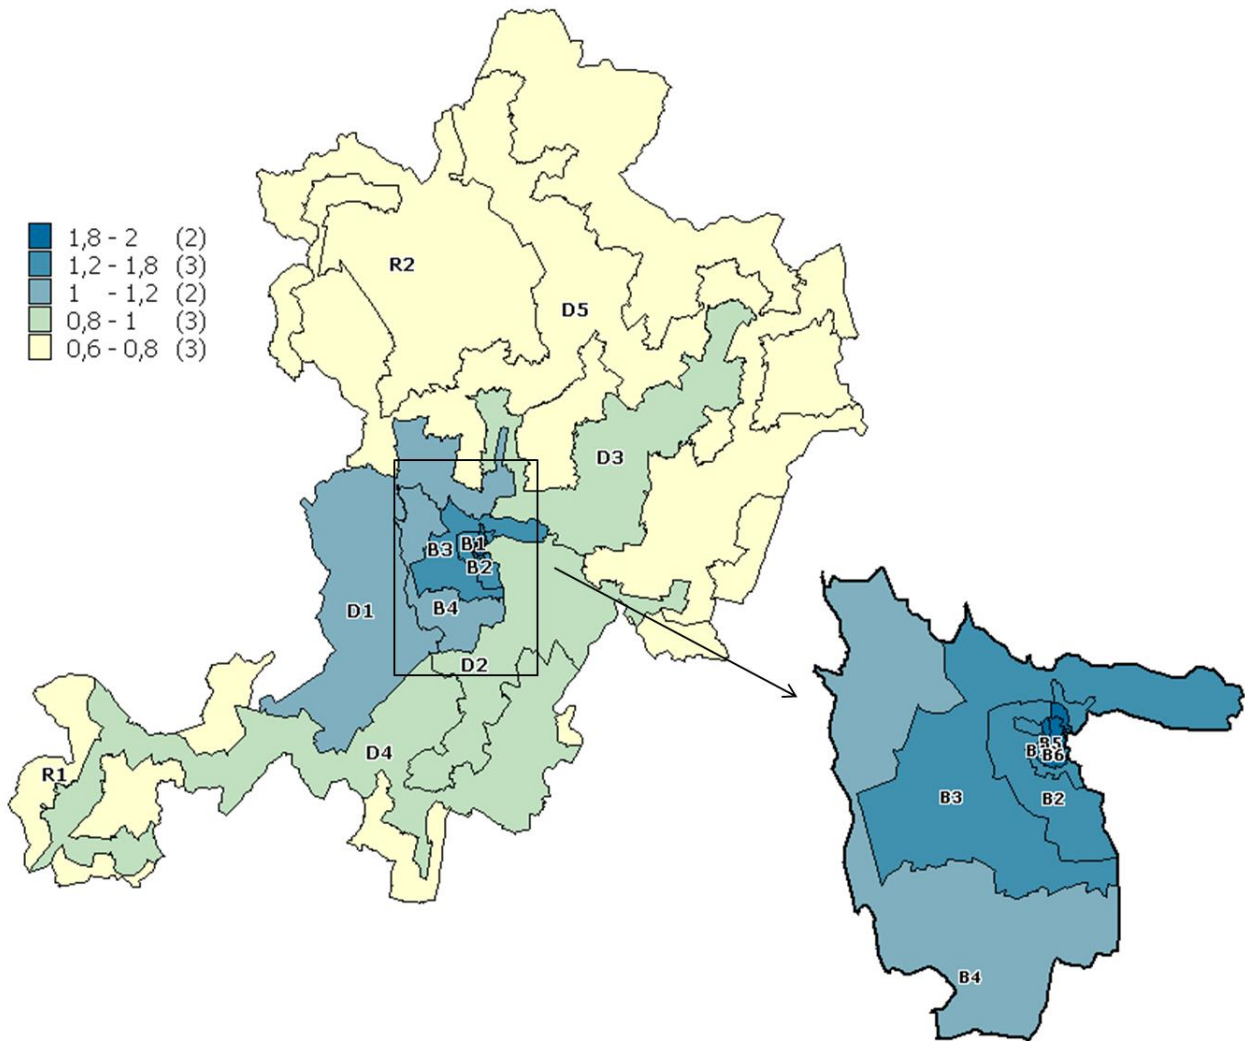 1,8 - 2 (2)
1,2 - 1,8 (3)
1 - 1,2 (2)
0,8 - 1 (3)
0,6 - 0,8 (3)
R2
D5
D3
B1
B3
B2
D1
B4
D2
D4
R1
B5
B6
B3
B2
B4